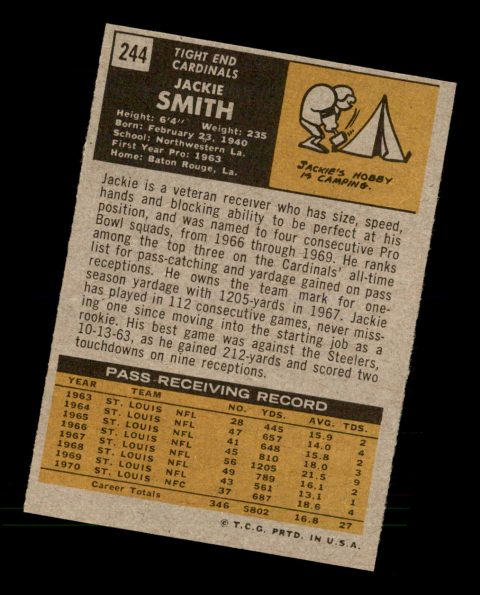 244
TIGHT END
CARDINALS
JACKIE
SMITH
Height: 6'4" Weight: 235
Born: February 23, 1940
School: Northwestern La.
First Year Pro: 1963
Home: Baton Rouge, La.
JACKIE'S HOBBY
IS CAMPING.
Jackie is a veteran receiver who has size, speed,
hands and blocking ability to be perfect at his
position, and was named to four consecutive Pro
Bowl squads, from 1966 through 1969. He ranks
among the top three on the Cardinals' all-time
list for pass-catching and yardage gained on pass
receptions. He owns the team mark for one-
season yardage with 1205-yards in 1967. Jackie
has played in 112 consecutive games, never miss-
ing one since moving into the starting job as a
rookie. His best game was against the Steelers,
10-13-63, as he gained 212-yards and scored two
touchdowns on nine receptions.
PASS RECEIVING RECORD
YEAR TEAM NO. YDS. AVG. TDS.
1963 ST. LOUIS NFL 28 445 15.9 2
1964 ST. LOUIS NFL 47 657 14.0 4
1965 ST. LOUIS NFL 41 648 15.8 2
1966 ST. LOUIS NFL 45 810 18.0 3
1967 ST. LOUIS NFL 56 1205 21.5 9
1968 ST. LOUIS NFL 49 789 16.1 2
1969 ST. LOUIS NFL 43 561 13.1 1
1970 ST. LOUIS NFC 37 687 18.6 4
Career Totals 346 5802 16.8 27
© T.C.G. PRTD. IN U.S.A.